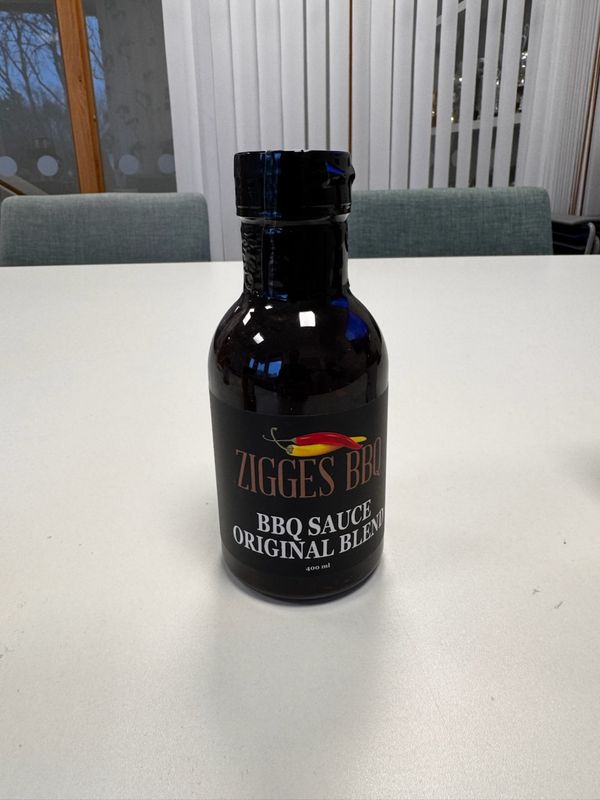 ZIGGES BBQ
BBQ SAUCE
ORIGINAL BLEND
400 ml